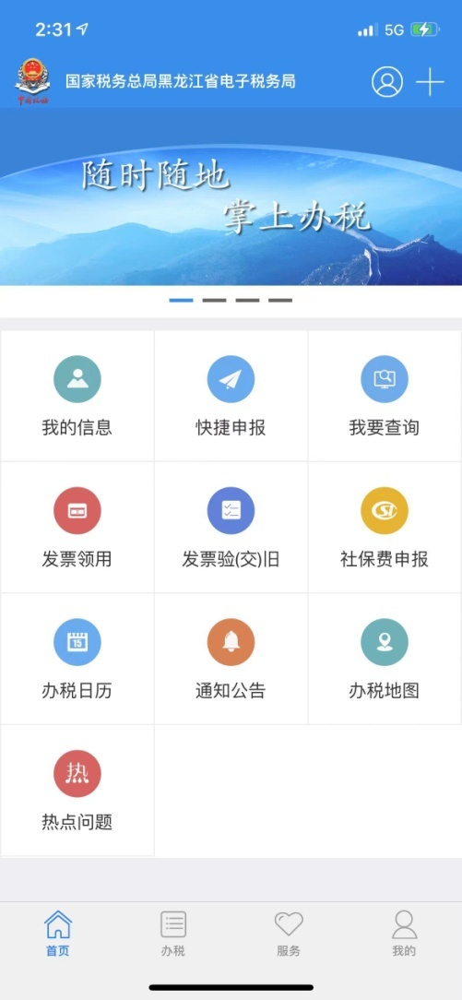 2:31
5G
国家税务总局黑龙江省电子税务局
随时随地
掌上办税
我的信息
快捷申报
我要查询
发票领用
发票验(交)旧
社保费申报
15
办税日历
通知公告
办税地图
热
热点问题
首页
办税
服务
我的